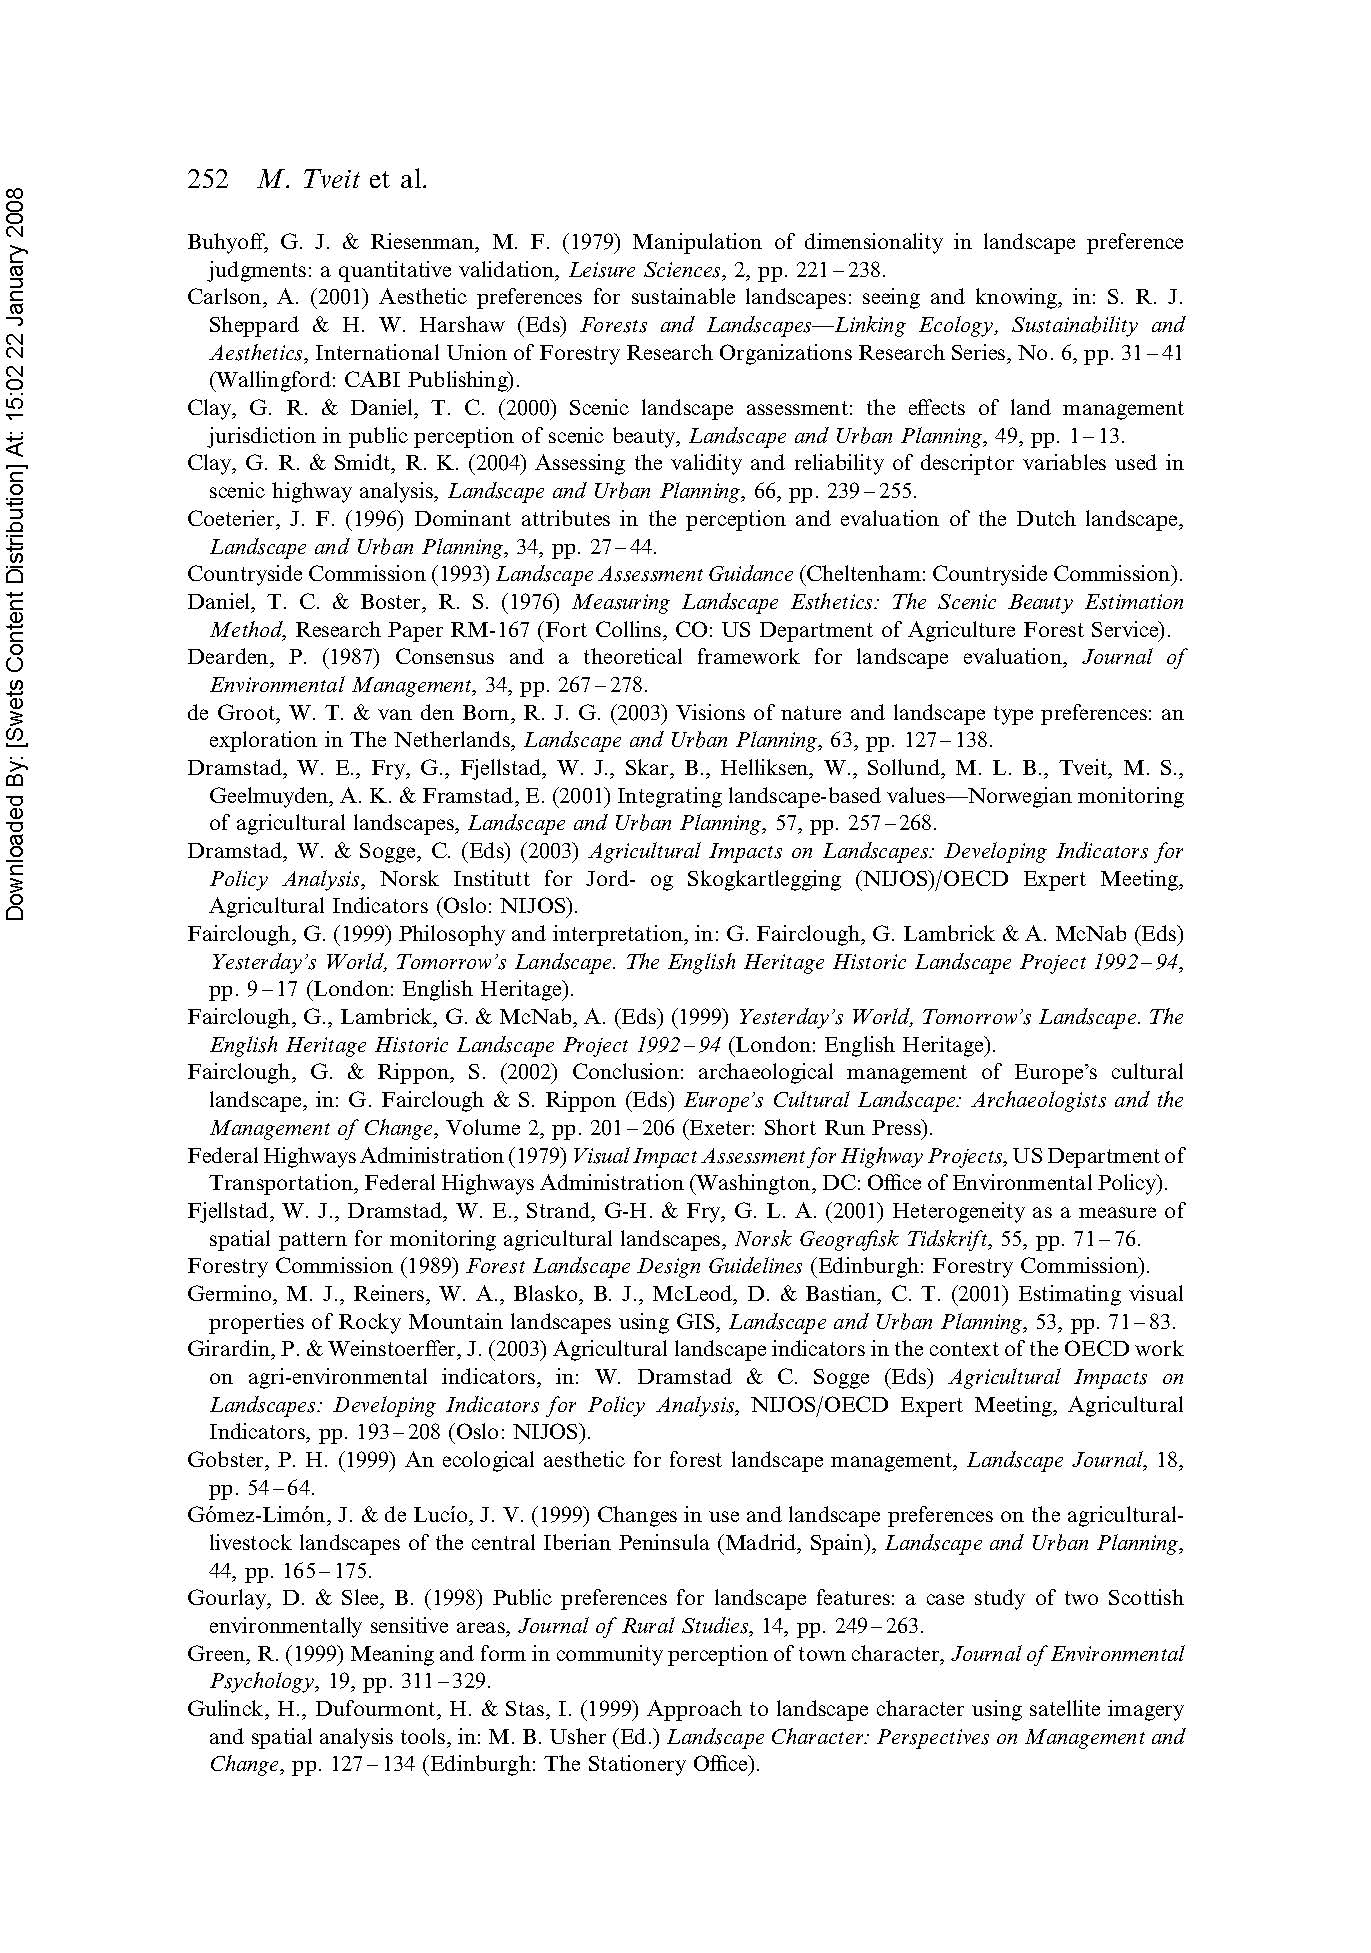 252 M. Tveit et al.
Buhyoff, G. J. & Riesenman, M. F. (1979) Manipulation of dimensionality in landscape preference
judgments: a quantitative validation, Leisure Sciences, 2, pp. 221–238.
Carlson, A. (2001) Aesthetic preferences for sustainable landscapes: seeing and knowing, in: S. R. J.
Sheppard & H. W. Harshaw (Eds) Forests and Landscapes—Linking Ecology, Sustainability and
Aesthetics, International Union of Forestry Research Organizations Research Series, No. 6, pp. 31–41
(Wallingford: CABI Publishing).
Clay, G. R. & Daniel, T. C. (2000) Scenic landscape assessment: the effects of land management
jurisdiction in public perception of scenic beauty, Landscape and Urban Planning, 49, pp. 1–13.
Clay, G. R. & Smidt, R. K. (2004) Assessing the validity and reliability of descriptor variables used in
scenic highway analysis, Landscape and Urban Planning, 66, pp. 239–255.
Coeterier, J. F. (1996) Dominant attributes in the perception and evaluation of the Dutch landscape,
Landscape and Urban Planning, 34, pp. 27–44.
Countryside Commission (1993) Landscape Assessment Guidance (Cheltenham: Countryside Commission).
Daniel, T. C. & Boster, R. S. (1976) Measuring Landscape Esthetics: The Scenic Beauty Estimation
Method, Research Paper RM-167 (Fort Collins, CO: US Department of Agriculture Forest Service).
Dearden, P. (1987) Consensus and a theoretical framework for landscape evaluation, Journal of
Environmental Management, 34, pp. 267–278.
de Groot, W. T. & van den Born, R. J. G. (2003) Visions of nature and landscape type preferences: an
exploration in The Netherlands, Landscape and Urban Planning, 63, pp. 127–138.
Dramstad, W. E., Fry, G., Fjellstad, W. J., Skar, B., Helliksen, W., Sollund, M. L. B., Tveit, M. S.,
Geelmuyden, A. K. & Framstad, E. (2001) Integrating landscape-based values—Norwegian monitoring
of agricultural landscapes, Landscape and Urban Planning, 57, pp. 257–268.
Dramstad, W. & Sogge, C. (Eds) (2003) Agricultural Impacts on Landscapes: Developing Indicators for
Policy Analysis, Norsk Institutt for Jord- og Skogkartlegging (NIJOS)/OECD Expert Meeting,
Agricultural Indicators (Oslo: NIJOS).
Fairclough, G. (1999) Philosophy and interpretation, in: G. Fairclough, G. Lambrick & A. McNab (Eds)
Yesterday's World, Tomorrow's Landscape. The English Heritage Historic Landscape Project 1992–94,
pp. 9–17 (London: English Heritage).
Fairclough, G., Lambrick, G. & McNab, A. (Eds) (1999) Yesterday's World, Tomorrow's Landscape. The
English Heritage Historic Landscape Project 1992–94 (London: English Heritage).
Fairclough, G. & Rippon, S. (2002) Conclusion: archaeological management of Europe's cultural
landscape, in: G. Fairclough & S. Rippon (Eds) Europe's Cultural Landscape: Archaeologists and the
Management of Change, Volume 2, pp. 201–206 (Exeter: Short Run Press).
Federal Highways Administration (1979) Visual Impact Assessment for Highway Projects, US Department of
Transportation, Federal Highways Administration (Washington, DC: Office of Environmental Policy).
Fjellstad, W. J., Dramstad, W. E., Strand, G-H. & Fry, G. L. A. (2001) Heterogeneity as a measure of
spatial pattern for monitoring agricultural landscapes, Norsk Geografisk Tidskrift, 55, pp. 71–76.
Forestry Commission (1989) Forest Landscape Design Guidelines (Edinburgh: Forestry Commission).
Germino, M. J., Reiners, W. A., Blasko, B. J., McLeod, D. & Bastian, C. T. (2001) Estimating visual
properties of Rocky Mountain landscapes using GIS, Landscape and Urban Planning, 53, pp. 71–83.
Girardin, P. & Weinstoerffer, J. (2003) Agricultural landscape indicators in the context of the OECD work
on agri-environmental indicators, in: W. Dramstad & C. Sogge (Eds) Agricultural Impacts on
Landscapes: Developing Indicators for Policy Analysis, NIJOS/OECD Expert Meeting, Agricultural
Indicators, pp. 193–208 (Oslo: NIJOS).
Gobster, P. H. (1999) An ecological aesthetic for forest landscape management, Landscape Journal, 18,
pp. 54–64.
Gómez-Limón, J. & de Lucío, J. V. (1999) Changes in use and landscape preferences on the agricultural-
livestock landscapes of the central Iberian Peninsula (Madrid, Spain), Landscape and Urban Planning,
44, pp. 165–175.
Gourlay, D. & Slee, B. (1998) Public preferences for landscape features: a case study of two Scottish
environmentally sensitive areas, Journal of Rural Studies, 14, pp. 249–263.
Green, R. (1999) Meaning and form in community perception of town character, Journal of Environmental
Psychology, 19, pp. 311–329.
Gulinck, H., Dufourmont, H. & Stas, I. (1999) Approach to landscape character using satellite imagery
and spatial analysis tools, in: M. B. Usher (Ed.) Landscape Character: Perspectives on Management and
Change, pp. 127–134 (Edinburgh: The Stationery Office).
Downloaded By: [Swets Content Distribution] At: 15:02 22 January 2008